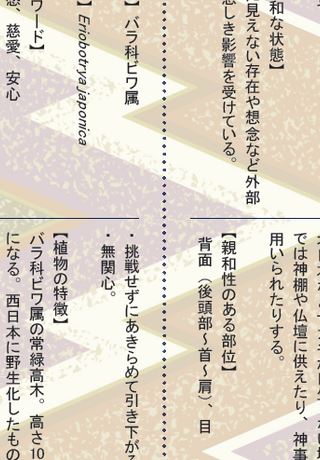 和な状態】
見えない存在や想念など外部
悪しき影響を受けている。
では神棚や仏壇に供えたり、神事
用いられたりする。
【親和性のある部位】
背面（後頭部〜首〜肩）、目
】バラ科ビワ属
】Eriobotrya japonica
ワード】
慈愛、安心
・挑戦せずにあきらめて引き下がる
・無関心。
【植物の特徴】
バラ科ビワ属の常緑高木。高さ10
になる。西日本に野生化したもの